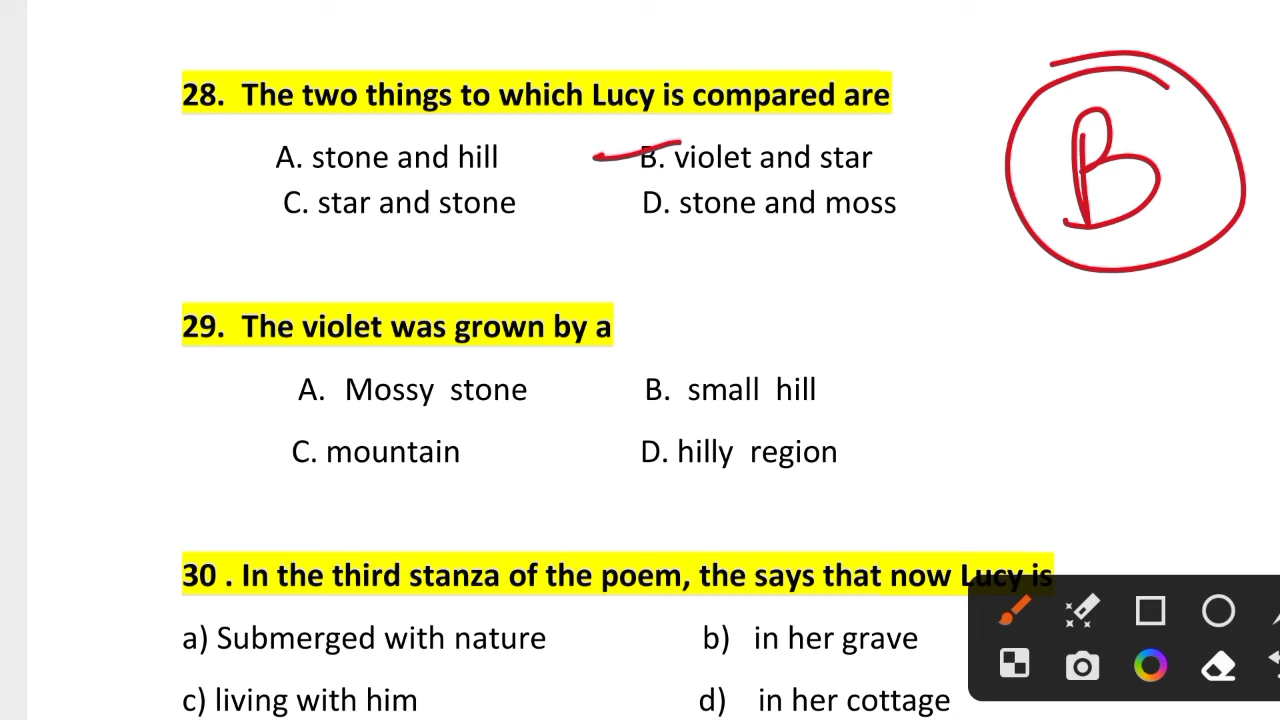 28. The two things to which Lucy is compared are
A. stone and hill B. violet and star
C. star and stone D. stone and moss
B
29. The violet was grown by a
A. Mossy stone B. small hill
C. mountain D. hilly region
30 . In the third stanza of the poem, the says that now Lucy is
a) Submerged with nature b) in her grave
c) living with him d) in her cottage